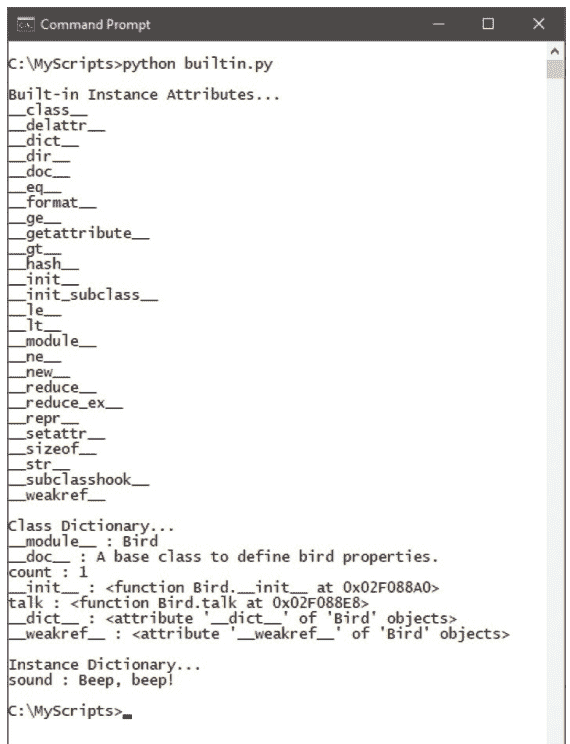 Command Prompt
C:\MyScripts>python builtin.py
Built-in Instance Attributes...
__class__
__delattr__
__dict__
__dir__
__doc__
__eq__
__format__
__ge__
__getattribute__
__gt__
__hash__
__init__
__init_subclass__
__le__
__lt__
__module__
__ne__
__new__
__reduce__
__reduce_ex__
__repr__
__setattr__
__sizeof__
__str__
__subclasshook__
__weakref__
Class Dictionary...
__module__ : Bird
__doc__ : A base class to define bird properties.
count : 1
__init__ : <function Bird.__init__ at 0x02F088A0>
talk : <function Bird.talk at 0x02F088E8>
__dict__ : <attribute '__dict__' of 'Bird' objects>
__weakref__ : <attribute '__weakref__' of 'Bird' objects>
Instance Dictionary...
sound : Beep, beep!
C:\MyScripts>